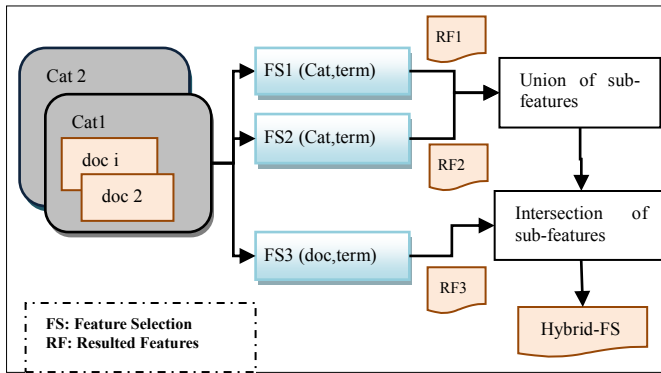 Cat 2
Cat1
doc i
doc 2
FS1 (Cat,term)
FS2 (Cat,term)
FS3 (doc,term)
RF1
RF2
RF3
Union of sub-
features
Intersection of
sub-features
Hybrid-FS
FS: Feature Selection
RF: Resulted Features